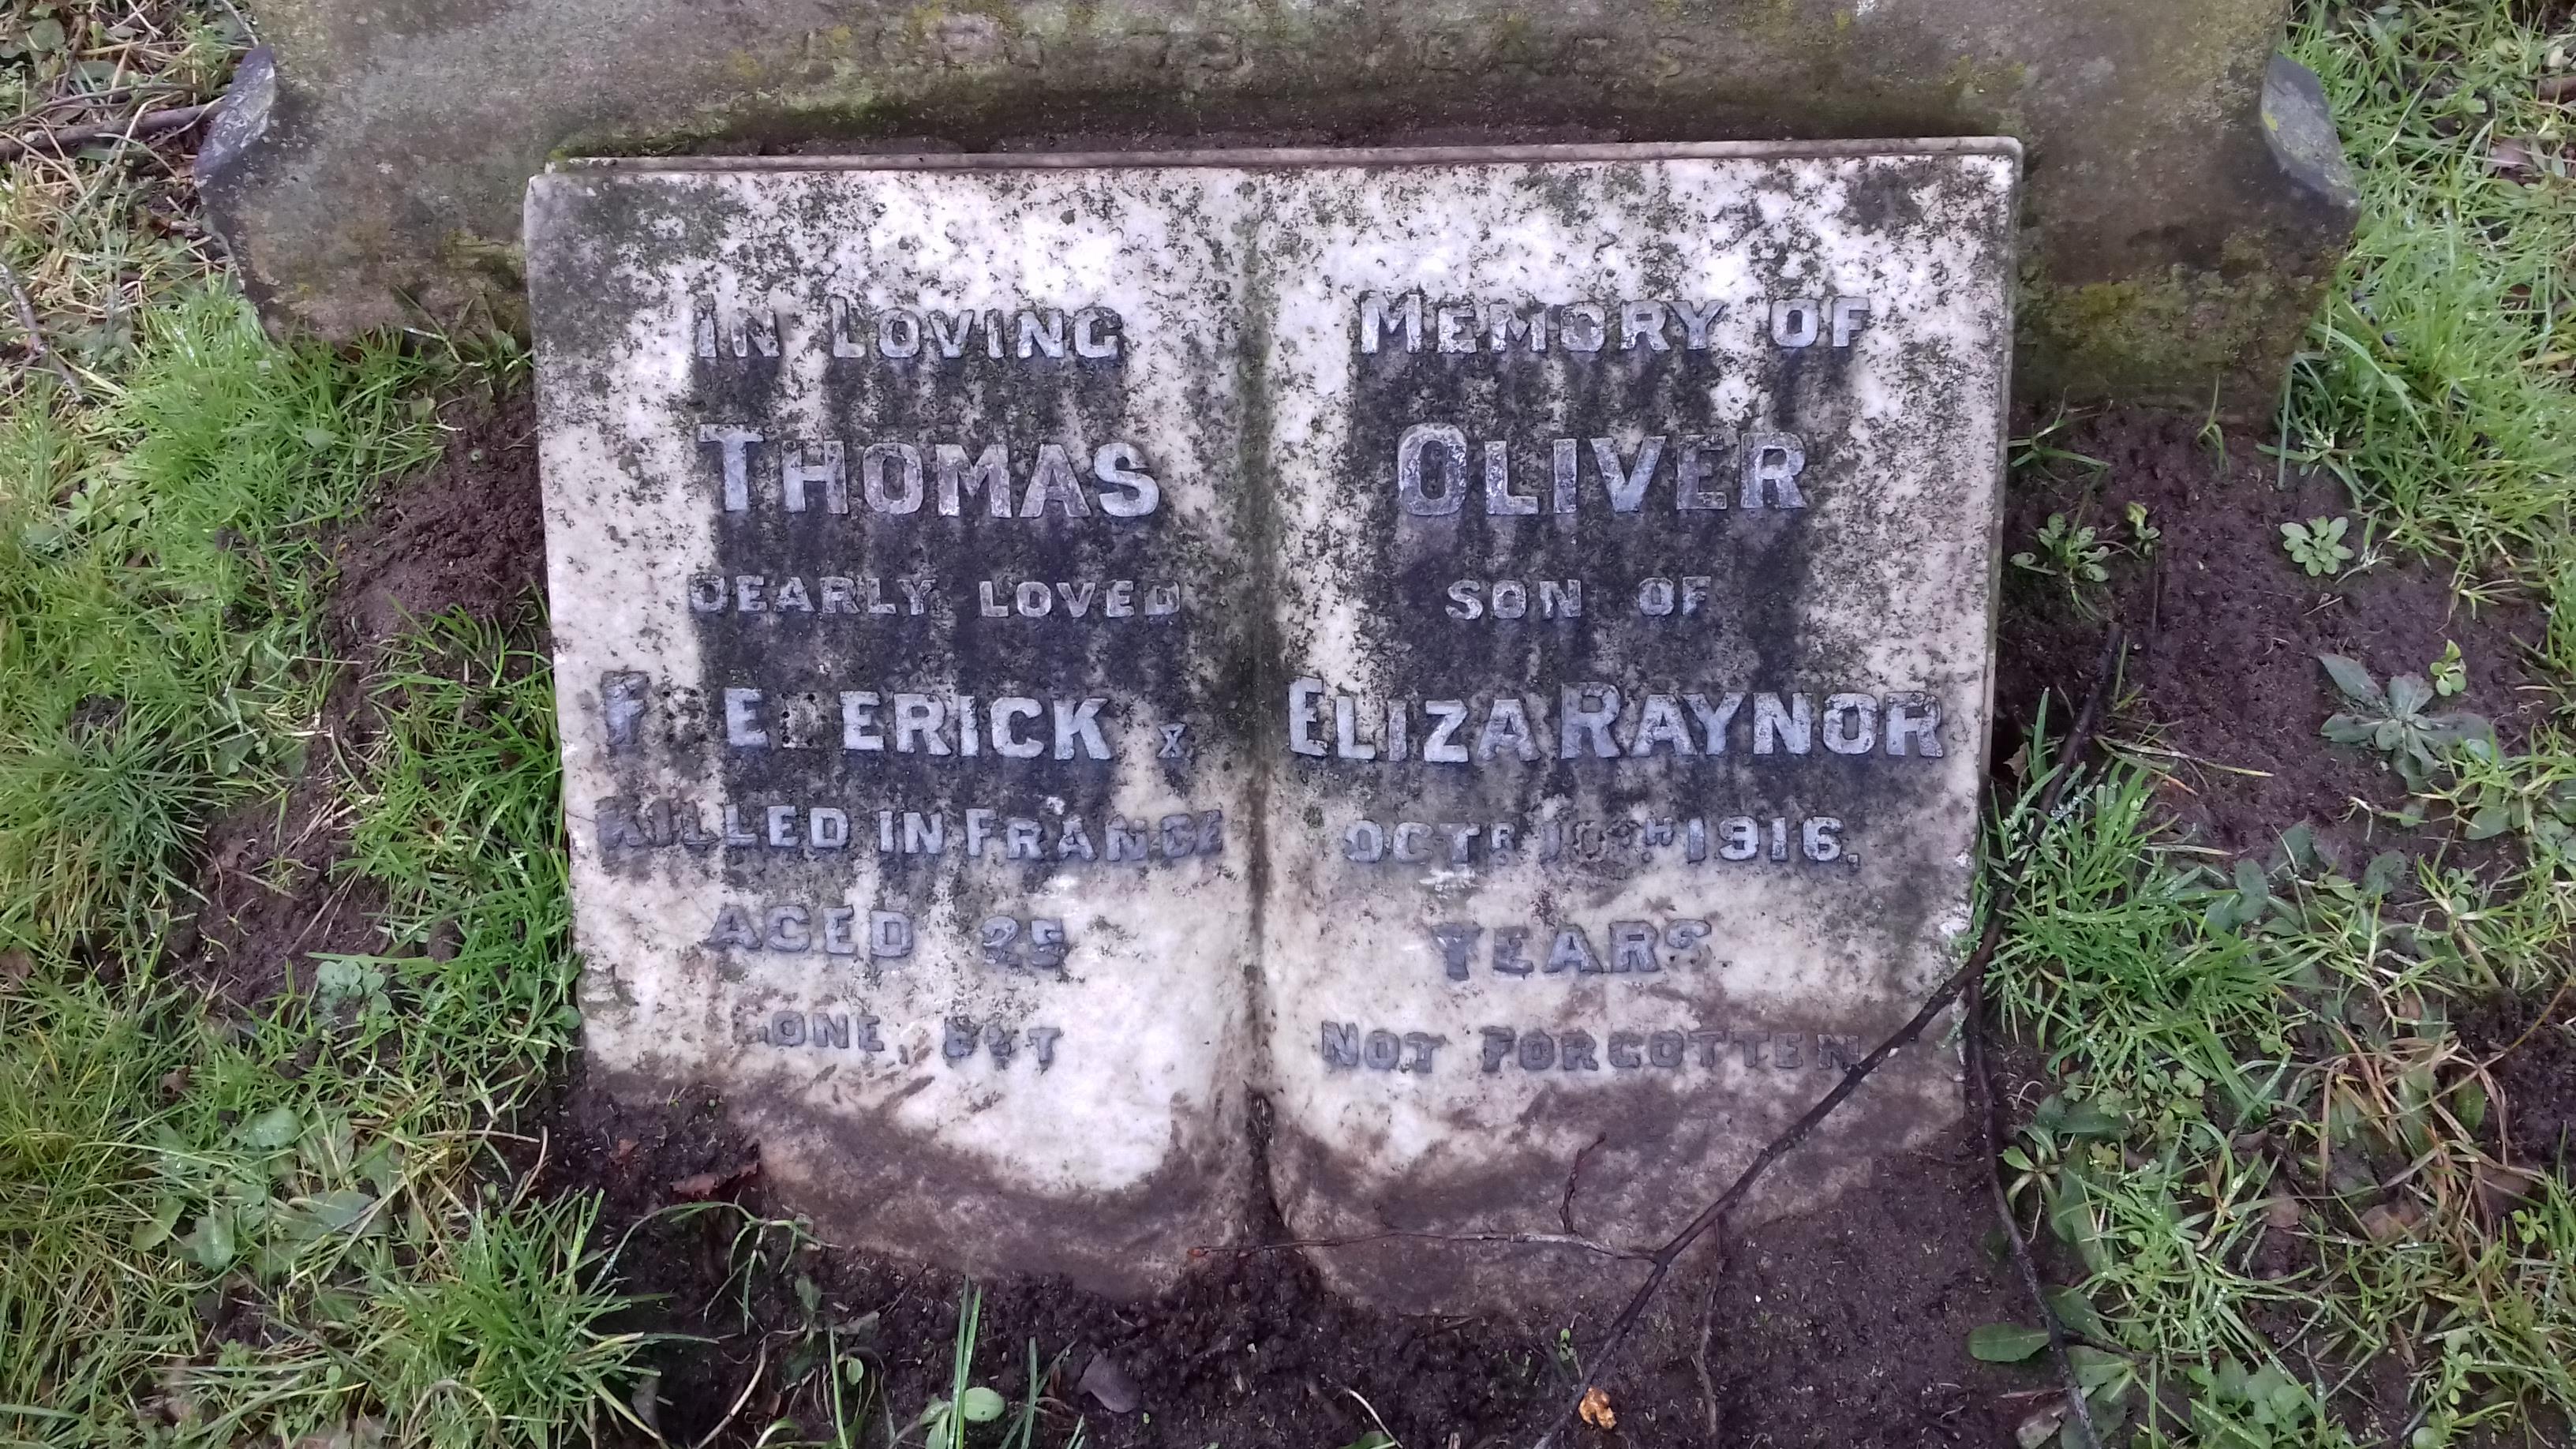 IN LOVING MEMORY OF
THOMAS OLIVER
DEARLY LOVED SON OF
F EDERICK & ELIZA RAYNOR
KILLED IN FRANCE OCTR 1916.
AGED 25 YEARS
GONE, BUT NOT FORGOTTEN